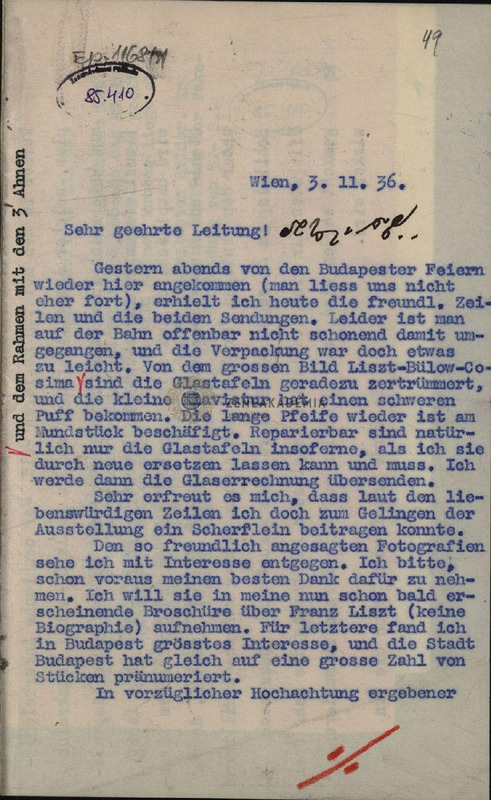 49
85.410
Wien, 3. 11. 36.
Sehr geehrte Leitung!
Gestern abends von den Budapester Feiern
wieder hier angekommen (man liess uns nicht
eher fort), erhielt ich heute die freundl. Zei-
len und die beiden Sendungen. Leider ist man
auf der Bahn offenbar nicht schonend damit um-
gegangen, und die Verpackung war doch etwas
zu leicht. Von dem grossen Bild Liszt-Bülow-Co-
sima sind die Glastafeln geradezu zertrümmert,
und die kleine hat einen schweren
Puff bekommen. Die lange Pfeife wieder ist am
Mundstück beschäfigt. Reparierbar sind natür-
lich nur die Glastafeln insoferne, als ich sie
durch neue ersetzen lassen kann und muss. Ich
werde dann die Glaserrechnung übersenden.
Sehr erfreut es mich, dass laut den lie-
benswürdigen Zeilen ich doch zum Gelingen der
Ausstellung ein Scherflein beitragen konnte.
Den so freundlich angesagten Fotografien
sehe ich mit Interesse entgegen. Ich bitte,
schon voraus meinen besten Dank dafür zu neh-
men. Ich will sie in meine nun schon bald er-
scheinende Broschüre über Franz Liszt (keine
Biographie) aufnehmen. Für letztere fand ich
in Budapest grösstes Interesse, und die Stadt
Budapest hat gleich auf eine grosse Zahl von
Stücken pränumeriert.
In vorzüglicher Hochachtung ergebener
und dem Rahmen mit den 3 Ahnen
ZENEAKADÉMIA